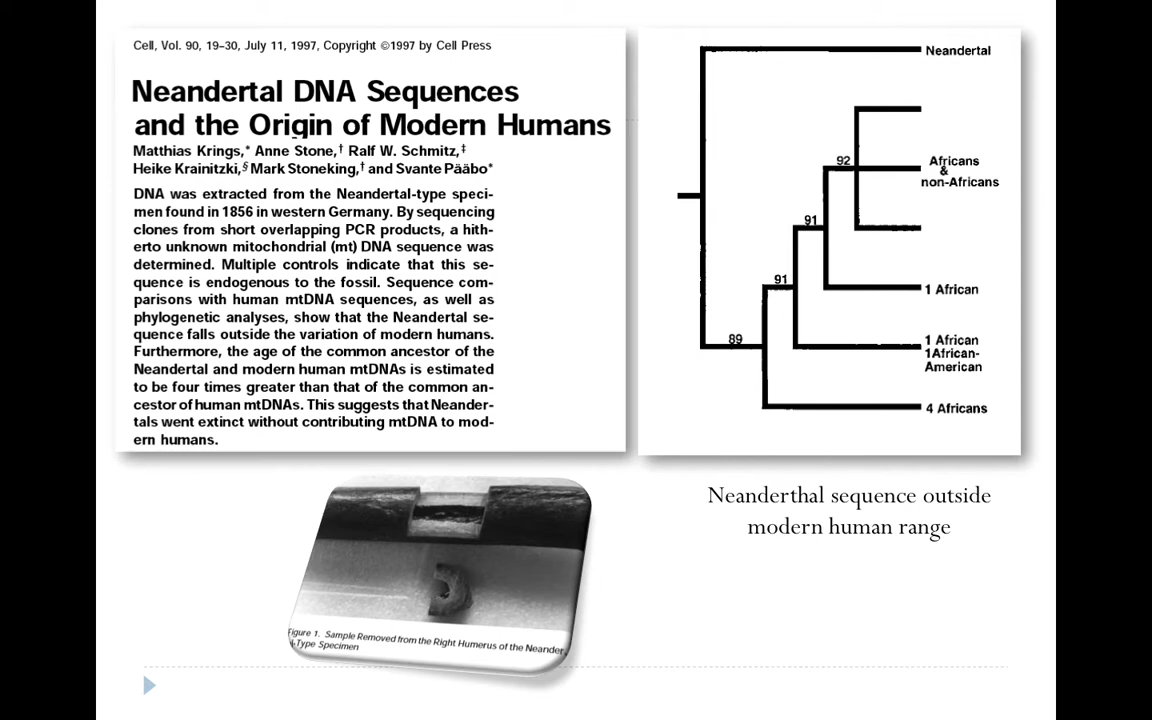 Cell, Vol. 90, 19–30, July 11, 1997, Copyright ©1997 by Cell Press
Neandertal DNA Sequences
and the Origin of Modern Humans
Matthias Krings,* Anne Stone,† Ralf W. Schmitz,‡
Heike Krainitzki,§ Mark Stoneking,† and Svante Pääbo*
DNA was extracted from the Neandertal-type speci-
men found in 1856 in western Germany. By sequencing
clones from short overlapping PCR products, a hith-
erto unknown mitochondrial (mt) DNA sequence was
determined. Multiple controls indicate that this se-
quence is endogenous to the fossil. Sequence com-
parisons with human mtDNA sequences, as well as
phylogenetic analyses, show that the Neandertal se-
quence falls outside the variation of modern humans.
Furthermore, the age of the common ancestor of the
Neandertal and modern human mtDNAs is estimated
to be four times greater than that of the common an-
cestor of human mtDNAs. This suggests that Neander-
tals went extinct without contributing mtDNA to mod-
ern humans.
Neandertal
92
Africans
&
non-Africans
91
91
1 African
89
1 African
1African-
American
4 Africans
Neanderthal sequence outside
modern human range
Figure 1. Sample Removed from the Right Humerus of the Neander
l-Type Specimen